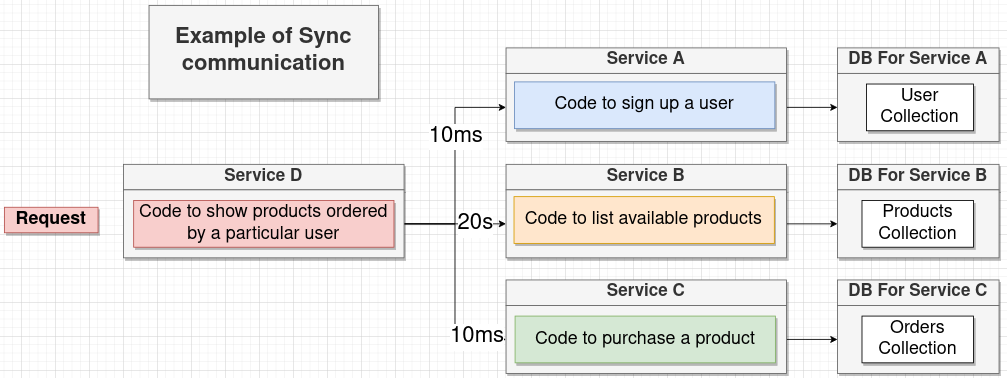 Example of Sync
communication
Service A
Code to sign up a user
DB For Service A
User
Collection
10ms
Service D
Code to show products ordered
by a particular user
Request
20s
Service B
Code to list available products
DB For Service B
Products
Collection
10ms
Service C
Code to purchase a product
DB For Service C
Orders
Collection